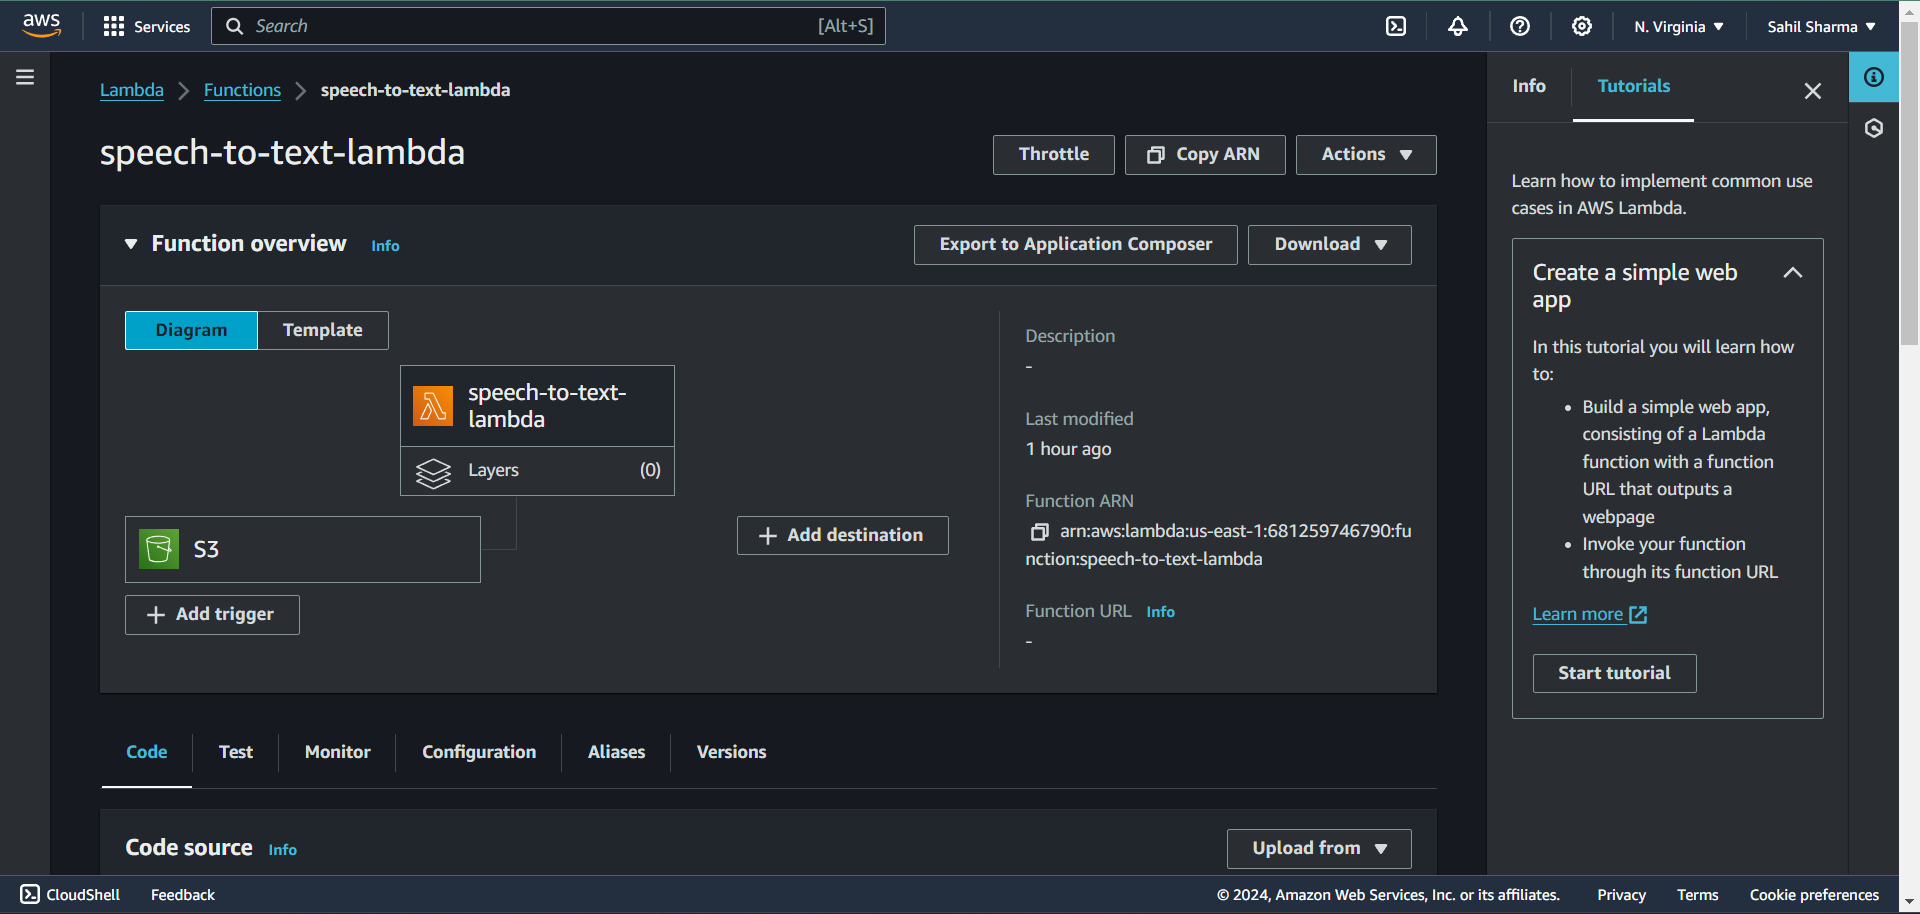 aws
Services
Search
[Alt+S]
N. Virginia
Sahil Sharma
Lambda
Functions
speech-to-text-lambda
speech-to-text-lambda
Throttle
Copy ARN
Actions
Function overview
Info
Export to Application Composer
Download
Diagram
Template
speech-to-text-
lambda
Layers
(0)
S3
Add trigger
Add destination
Description
-
Last modified
1 hour ago
Function ARN
arn:aws:lambda:us-east-1:681259746790:fu
nction:speech-to-text-lambda
Function URL
Info
-
Code
Test
Monitor
Configuration
Aliases
Versions
Code source
Info
Upload from
Info
Tutorials
Learn how to implement common use
cases in AWS Lambda.
Create a simple web
app
In this tutorial you will learn how
to:
• Build a simple web app,
consisting of a Lambda
function with a function
URL that outputs a
webpage
• Invoke your function
through its function URL
Learn more
Start tutorial
CloudShell
Feedback
© 2024, Amazon Web Services, Inc. or its affiliates.
Privacy
Terms
Cookie preferences